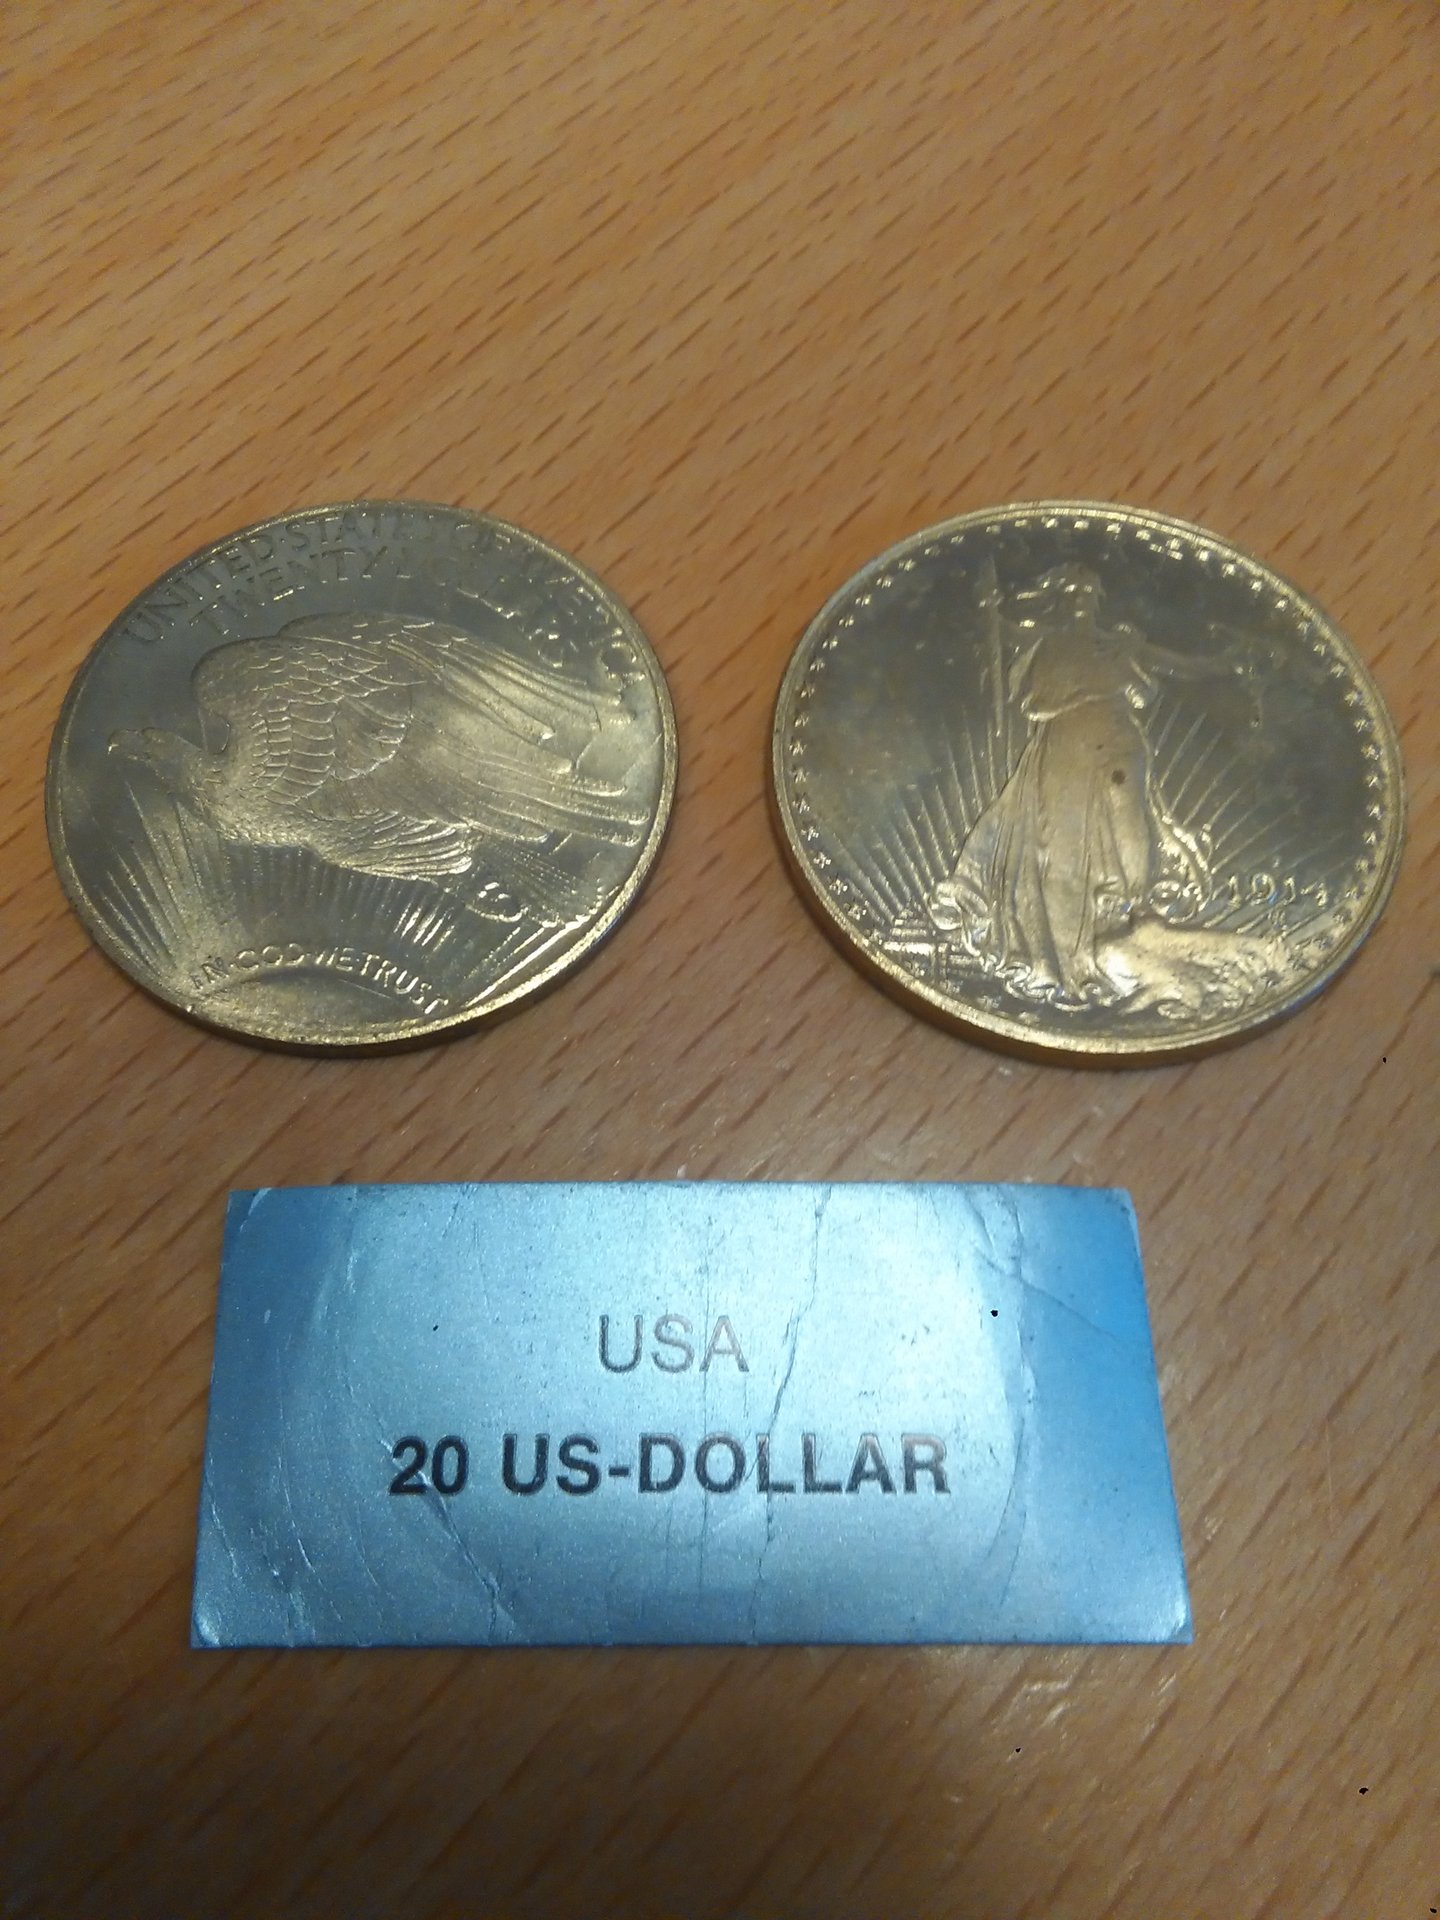 UNITED STATES OF AMERICA
TWENTY DOLLARS
IN GOD WE TRUST
1914
USA
20 US-DOLLAR